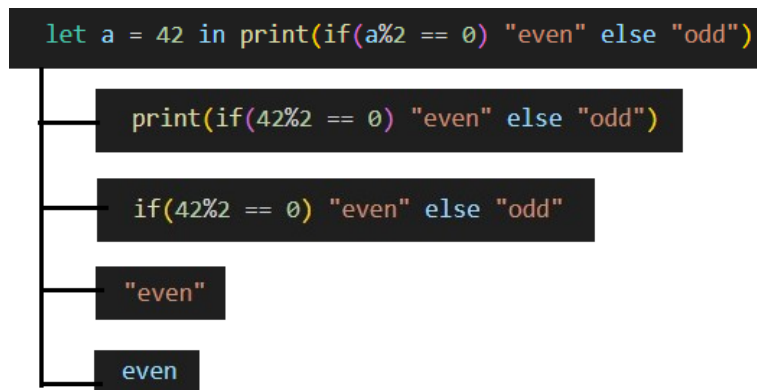 let a = 42 in print(if(a%2 == 0) "even" else "odd")
print(if(42%2 == 0) "even" else "odd")
if(42%2 == 0) "even" else "odd"
"even"
even